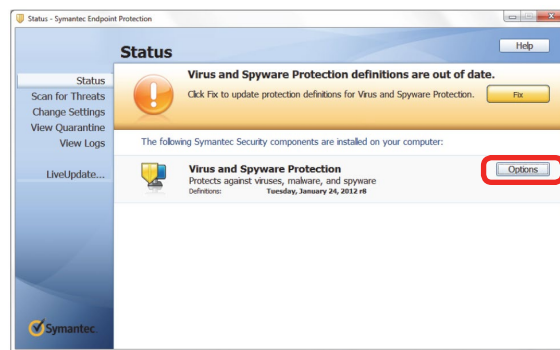 Status - Symantec Endpoint Protection
Status
Help
Status
Scan for Threats
Change Settings
View Quarantine
View Logs
LiveUpdate...
Virus and Spyware Protection definitions are out of date.
Click Fix to update protection definitions for Virus and Spyware Protection.
Fix
The following Symantec Security components are installed on your computer:
Virus and Spyware Protection
Options
Protects against viruses, malware, and spyware
Definitions: Tuesday, January 24, 2012 r8
Symantec.